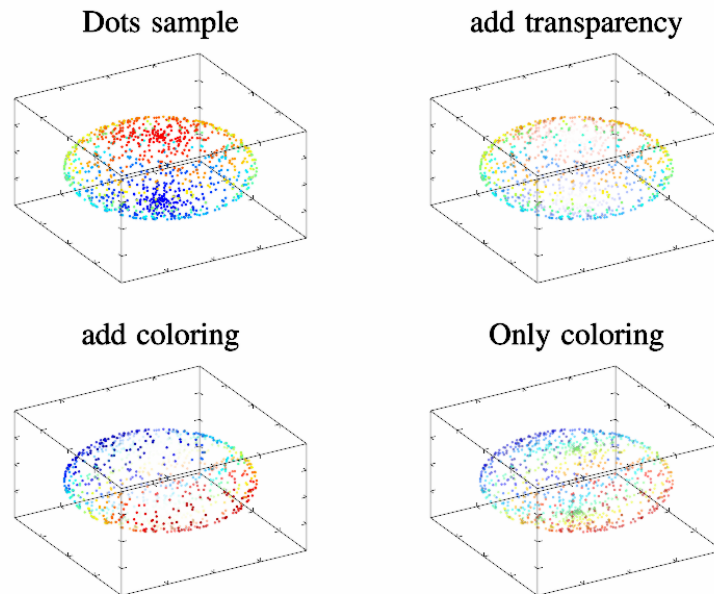 Dots sample
add transparency
add coloring
Only coloring